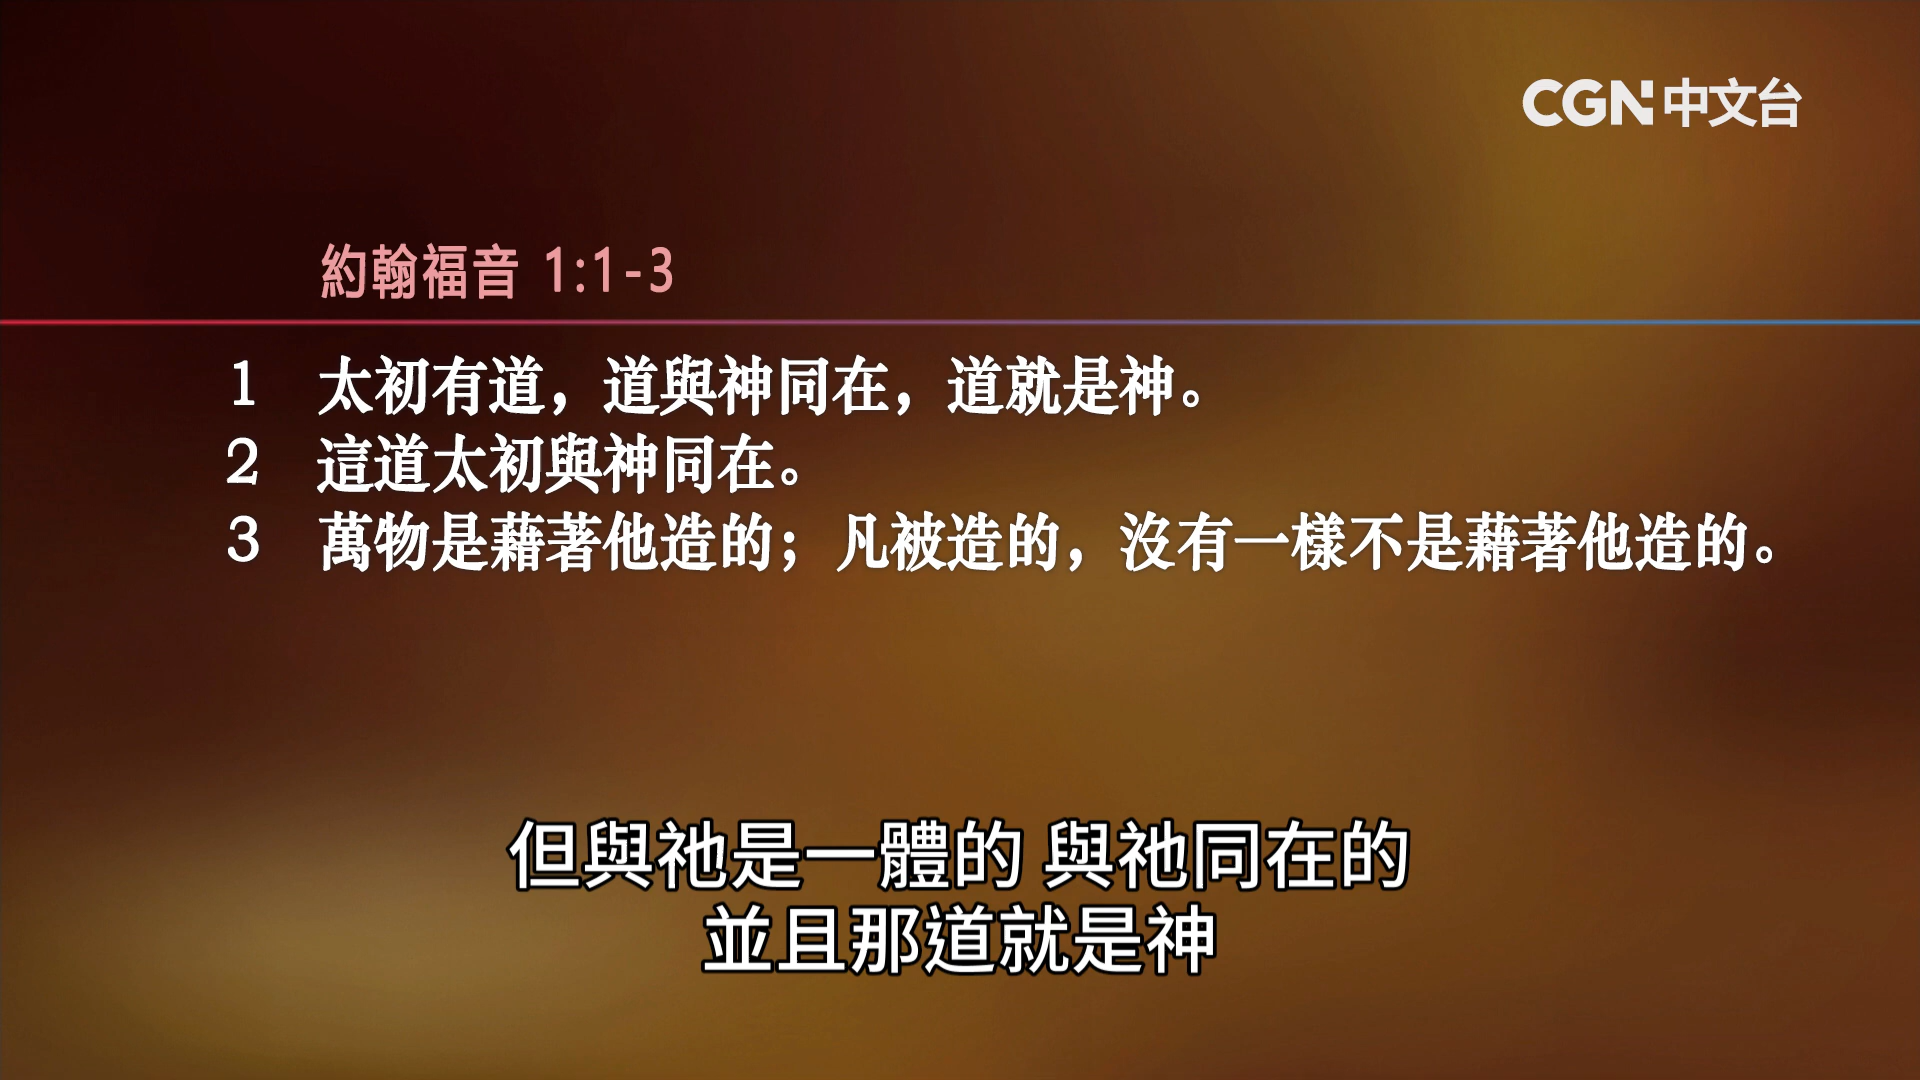 CGN中文台
約翰福音 1:1-3
1 太初有道，道與神同在，道就是神。
2 這道太初與神同在。
3 萬物是藉著他造的；凡被造的，沒有一樣不是藉著他造的。
但與祂是一體的 與祂同在的
並且那道就是神